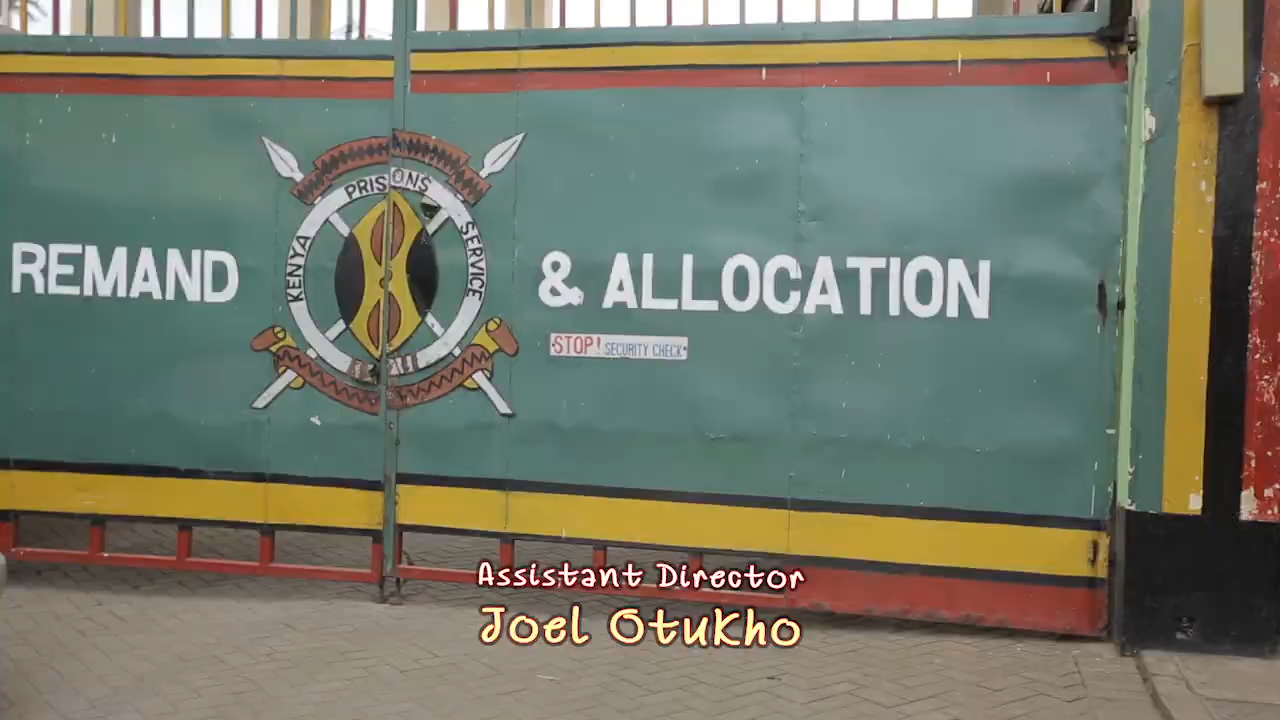 KENYA PRISONS SERVICE
REMAND & ALLOCATION
STOP! SECURITY CHECK
Assistant Director
Joel Otukho